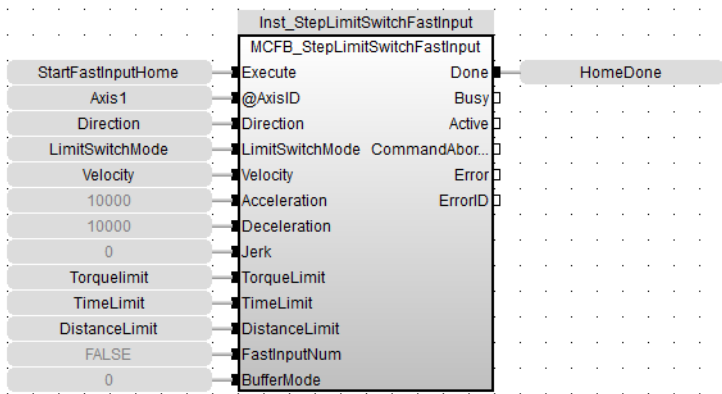 Inst_StepLimitSwitchFastInput
MCFB_StepLimitSwitchFastInput
StartFastInputHome Execute Done HomeDone
Axis1 @AxisID Busy
Direction Direction Active
LimitSwitchMode LimitSwitchMode CommandAbor...
Velocity Velocity Error
10000 Acceleration ErrorID
10000 Deceleration
0 Jerk
Torquelimit TorqueLimit
TimeLimit TimeLimit
DistanceLimit DistanceLimit
FALSE FastInputNum
0 BufferMode